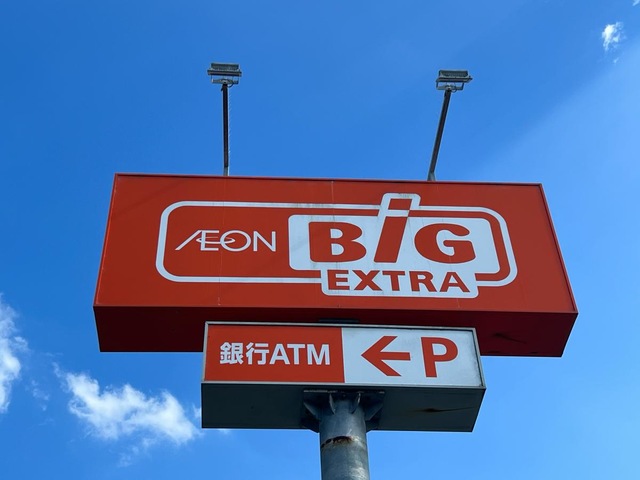 ÆON BiG
EXTRA
銀行ATM ← P